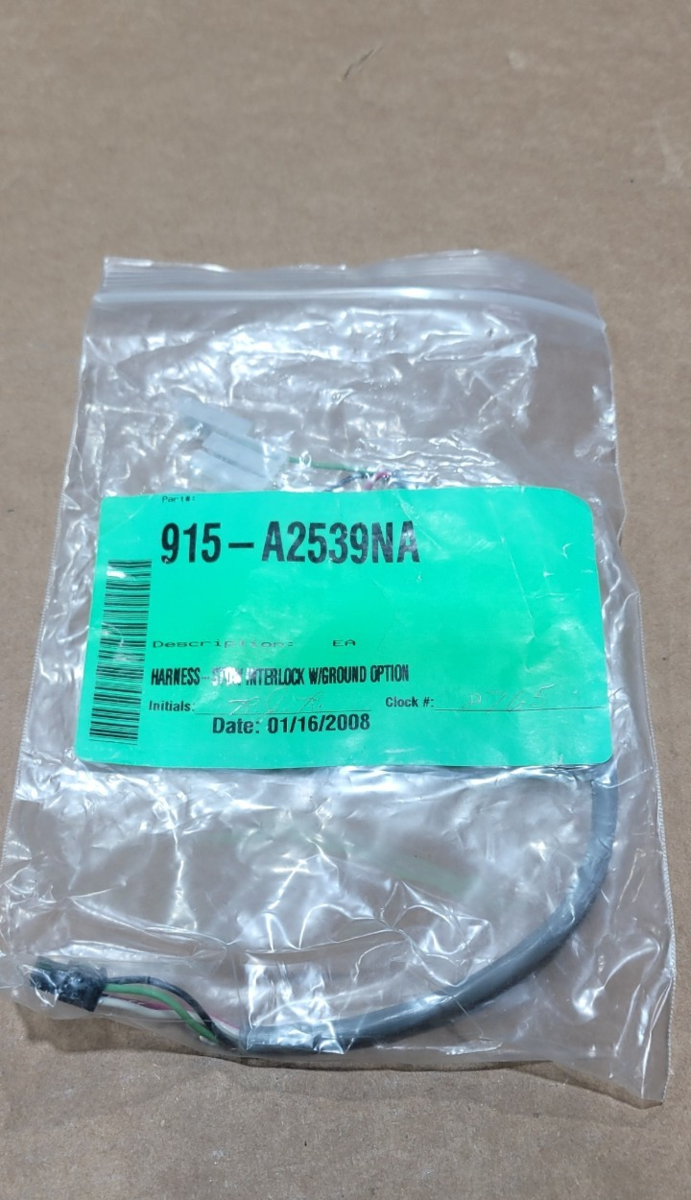 Part#:
915-A2539NA
Description: EA
HARNESS- INTERLOCK W/GROUND OPTION
Initials: Clock #:
Date: 01/16/2008